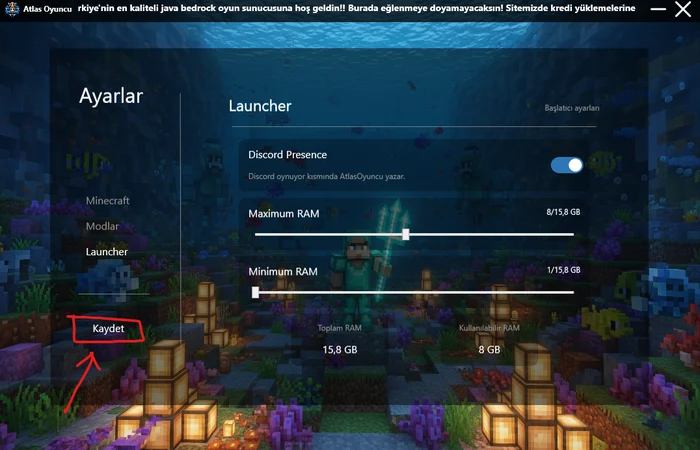 Atlas Oyuncu rkiye'nin en kaliteli java bedrock oyun sunucusuna hoş geldin!! Burada eğlenmeye doyamayacaksın! Sitemizde kredi yüklemelerine
Ayarlar
Minecraft
Modlar
Launcher
Kaydet
Launcher
Başlatıcı ayarları
Discord Presence
Discord oynuyor kısmında AtlasOyuncu yazar.
Maximum RAM
8/15,8 GB
Minimum RAM
1/15,8 GB
Toplam RAM
15,8 GB
Kullanılabilir RAM
8 GB